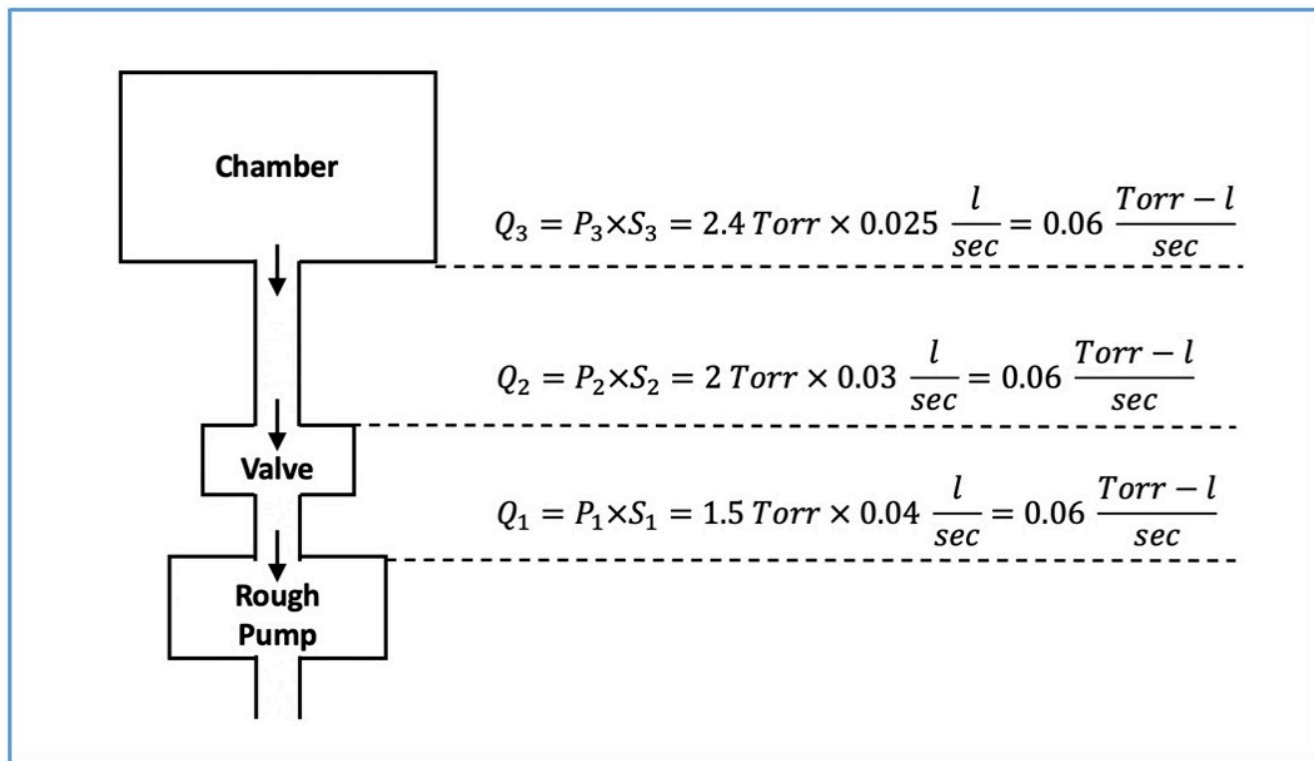 Chamber
Q₃ = P₃×S₃ = 2.4 Torr × 0.025 l/sec = 0.06 Torr − l/sec
Q₂ = P₂×S₂ = 2 Torr × 0.03 l/sec = 0.06 Torr − l/sec
Valve
Q₁ = P₁×S₁ = 1.5 Torr × 0.04 l/sec = 0.06 Torr − l/sec
Rough
Pump